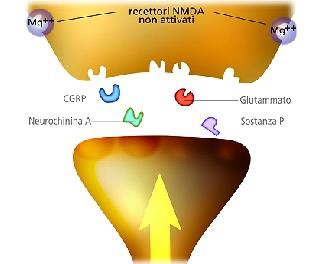 recettori NMDA
non attivati
Mg++
Mg++
CGRP
Glutammato
Neurochinina A
Sostanza P